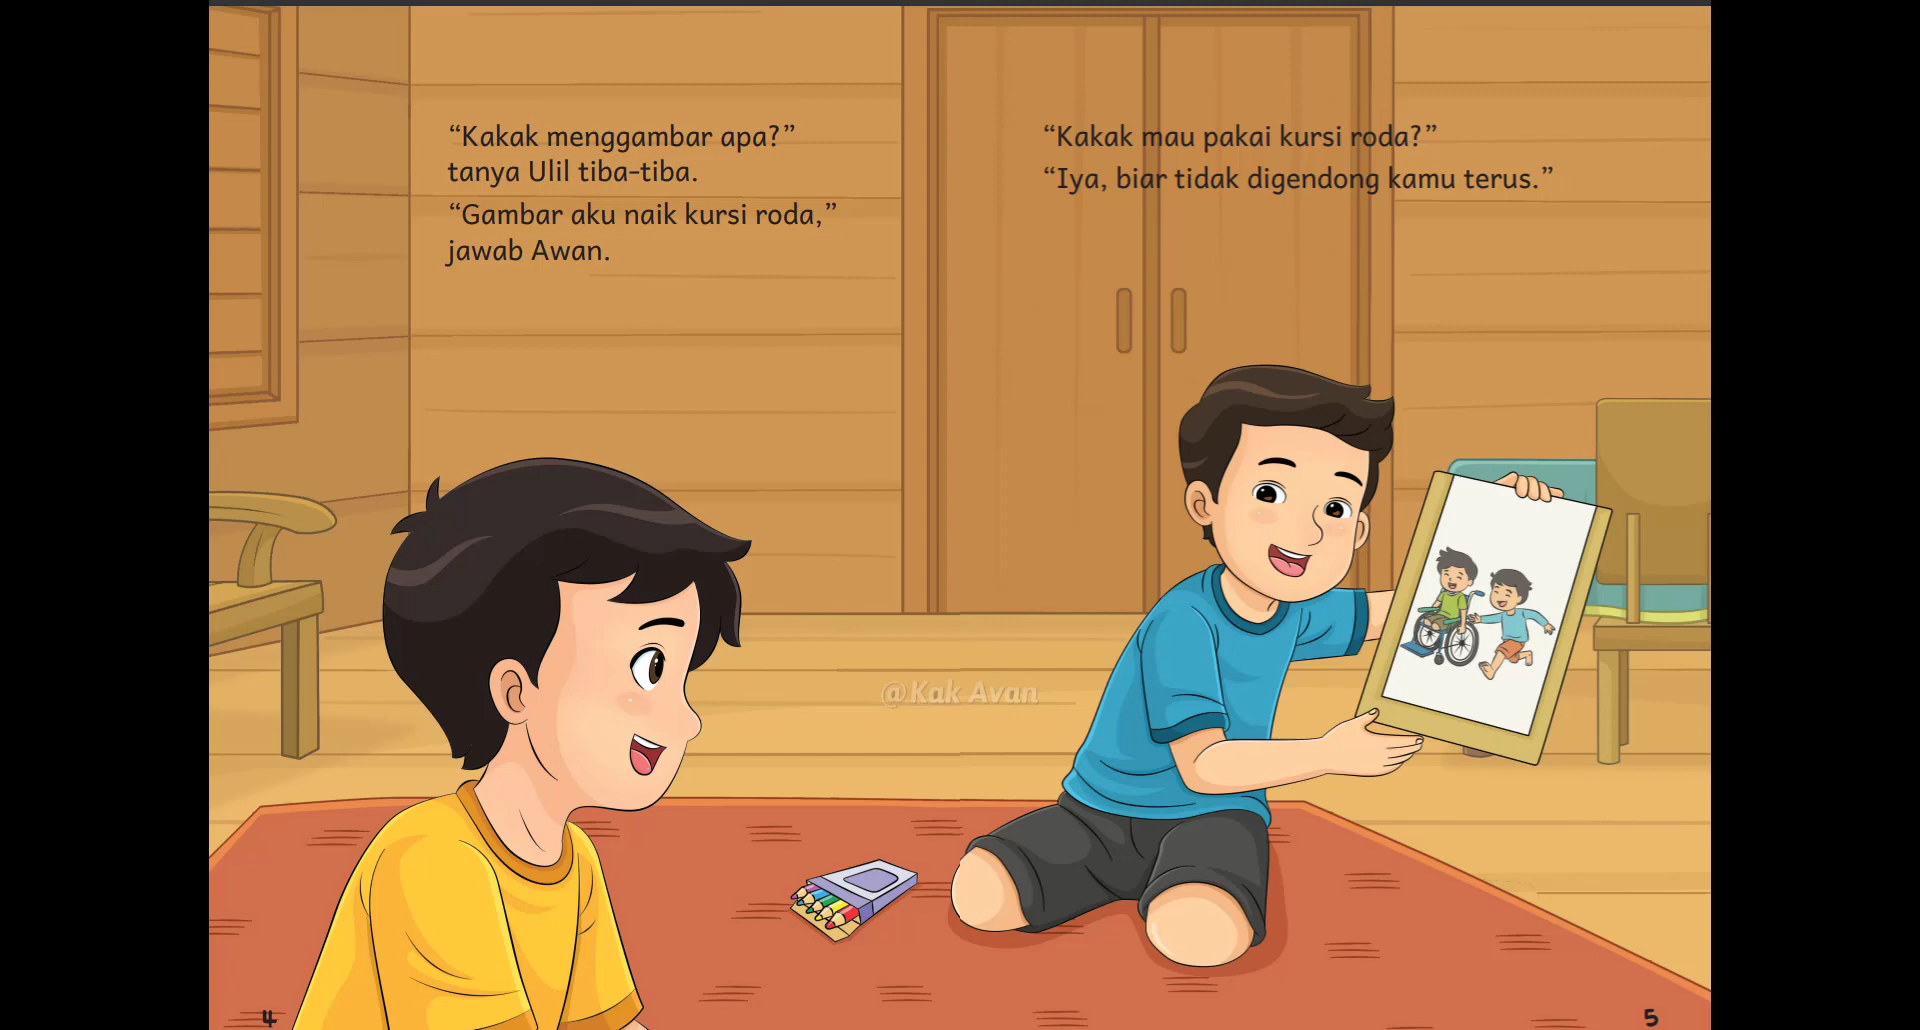 “Kakak menggambar apa?”
tanya Ulil tiba-tiba.
“Gambar aku naik kursi roda,”
jawab Awan.
“Kakak mau pakai kursi roda?”
“Iya, biar tidak digendong kamu terus.”
@Kak Avan
4
5